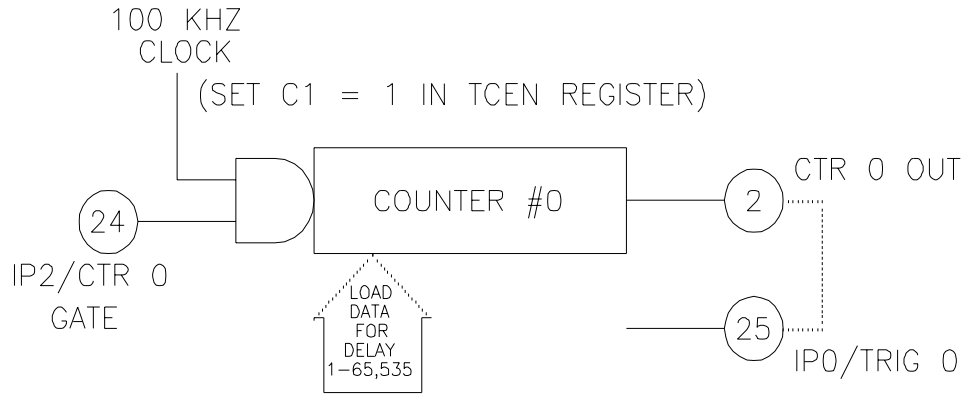 100 KHZ
CLOCK
(SET C1 = 1 IN TCEN REGISTER)
CTR 0 OUT
COUNTER #0
2
24
IP2/CTR 0
GATE
LOAD
DATA
FOR
DELAY
1-65,535
25
IP0/TRIG 0